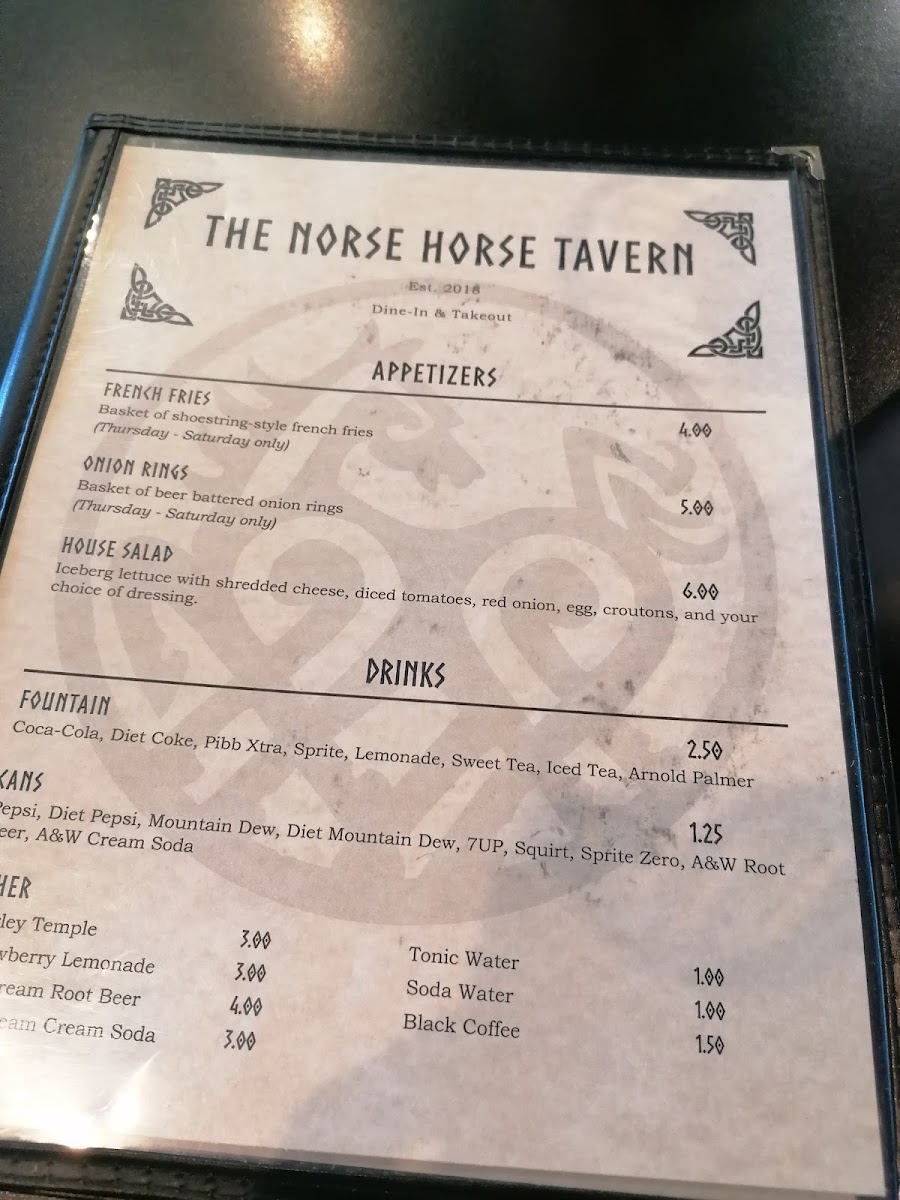 THE NORSE HORSE TAVERN
Est. 2018
Dine-In & Takeout
APPETIZERS
FRENCH FRIES
Basket of shoestring-style french fries 4.00
(Thursday - Saturday only)
ONION RINGS
Basket of beer battered onion rings 5.00
(Thursday - Saturday only)
HOUSE SALAD 6.00
Iceberg lettuce with shredded cheese, diced tomatoes, red onion, egg, croutons, and your
choice of dressing.
DRINKS
FOUNTAIN 2.50
Coca-Cola, Diet Coke, Pibb Xtra, Sprite, Lemonade, Sweet Tea, Iced Tea, Arnold Palmer
CANS 1.25
Pepsi, Diet Pepsi, Mountain Dew, Diet Mountain Dew, 7UP, Squirt, Sprite Zero, A&W Root
eer, A&W Cream Soda
HER
ley Temple 3.00 Tonic Water 1.00
wberry Lemonade 3.00 Soda Water 1.00
ream Root Beer 4.00 Black Coffee 1.50
eam Cream Soda 3.00